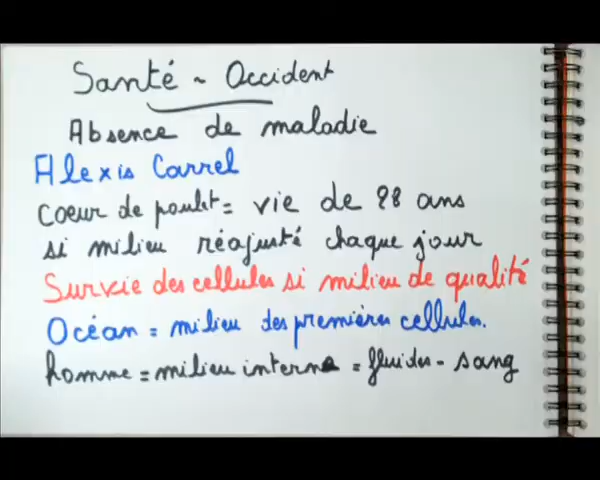 Santé ~ Occident
Absence de maladie
Alexis Carrel
Coeur de poulet = vie de 28 ans
si milieu réajusté chaque jour
Survie des cellules si milieu de qualité
Océan = milieu des premières cellules.
homme = milieu interne = fluides - sang